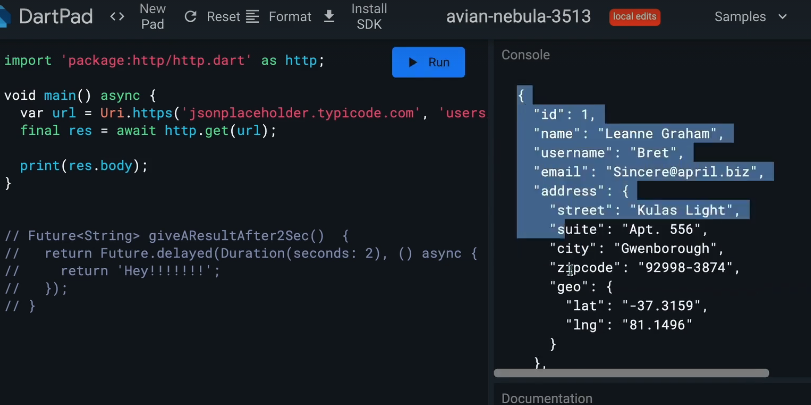 DartPad
<>
New Pad
Reset
Format
Install SDK
avian-nebula-3513
local edits
Samples
import 'package:http/http.dart' as http;
Run
void main() async {
  var url = Uri.https('jsonplaceholder.typicode.com', 'users
  final res = await http.get(url);
  print(res.body);
}
// Future<String> giveAResultAfter2Sec()  {
//   return Future.delayed(Duration(seconds: 2), () async {
//     return 'Hey!!!!!!!';
//   });
// }
Console
{
  "id": 1,
  "name": "Leanne Graham",
  "username": "Bret",
  "email": "Sincere@april.biz",
  "address": {
    "street": "Kulas Light",
    "suite": "Apt. 556",
    "city": "Gwenborough",
    "zipcode": "92998-3874",
    "geo": {
      "lat": "-37.3159",
      "lng": "81.1496"
    }
  },
Documentation